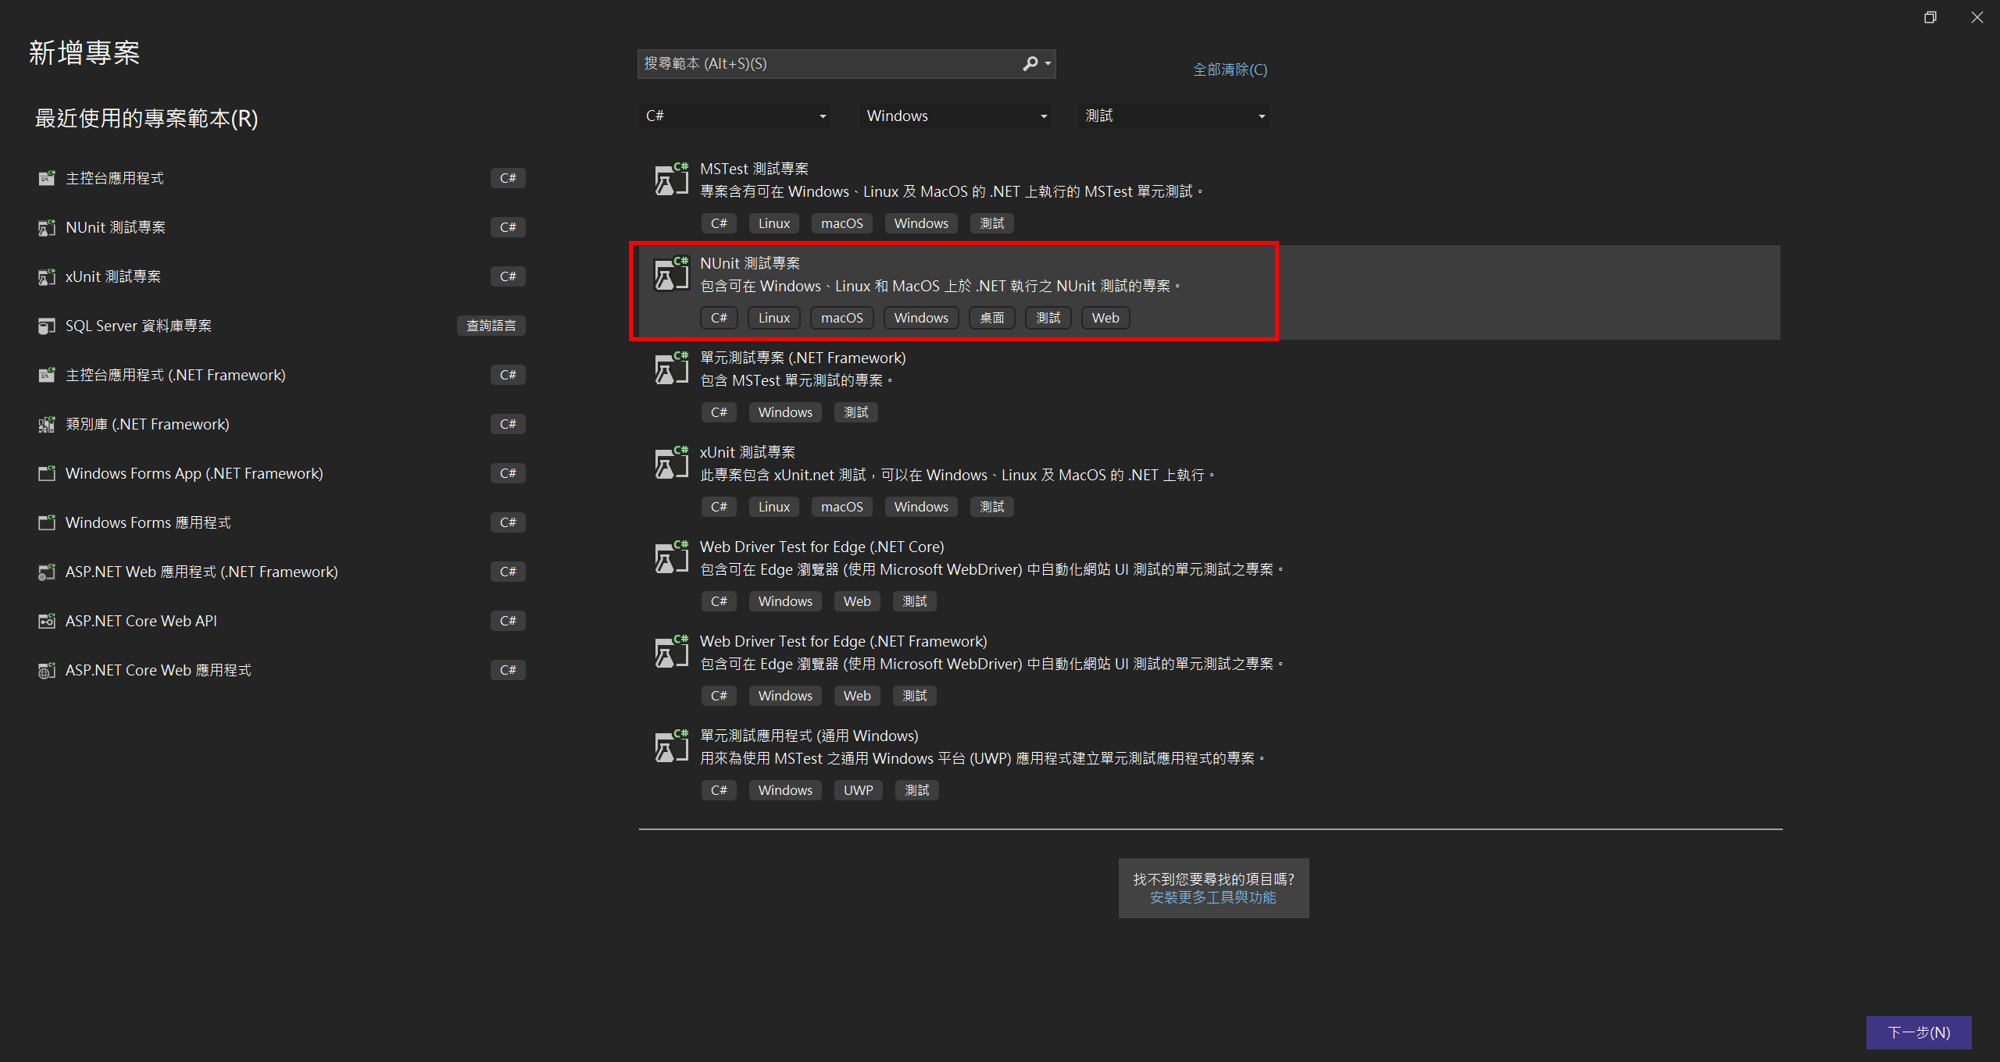 新增專案
最近使用的專案範本(R)
主控台應用程式 C#
NUnit 測試專案 C#
xUnit 測試專案 C#
SQL Server 資料庫專案 查詢語言
主控台應用程式 (.NET Framework) C#
類別庫 (.NET Framework) C#
Windows Forms App (.NET Framework) C#
Windows Forms 應用程式 C#
ASP.NET Web 應用程式 (.NET Framework) C#
ASP.NET Core Web API C#
ASP.NET Core Web 應用程式 C#
搜尋範本 (Alt+S)(S)
全部清除(C)
C# Windows 測試
C#
MSTest 測試專案
專案含有可在 Windows、Linux 及 MacOS 的 .NET 上執行的 MSTest 單元測試。
C# Linux macOS Windows 測試
C#
NUnit 測試專案
包含可在 Windows、Linux 和 MacOS 上於 .NET 執行之 NUnit 測試的專案。
C# Linux macOS Windows 桌面 測試 Web
C#
單元測試專案 (.NET Framework)
包含 MSTest 單元測試的專案。
C# Windows 測試
C#
xUnit 測試專案
此專案包含 xUnit.net 測試，可以在 Windows、Linux 及 MacOS 的 .NET 上執行。
C# Linux macOS Windows 測試
C#
Web Driver Test for Edge (.NET Core)
包含可在 Edge 瀏覽器 (使用 Microsoft WebDriver) 中自動化網站 UI 測試的單元測試之專案。
C# Windows Web 測試
C#
Web Driver Test for Edge (.NET Framework)
包含可在 Edge 瀏覽器 (使用 Microsoft WebDriver) 中自動化網站 UI 測試的單元測試之專案。
C# Windows Web 測試
C#
單元測試應用程式 (通用 Windows)
用來為使用 MSTest 之通用 Windows 平台 (UWP) 應用程式建立單元測試應用程式的專案。
C# Windows UWP 測試
找不到您要尋找的項目嗎?
安裝更多工具與功能
下一步(N)